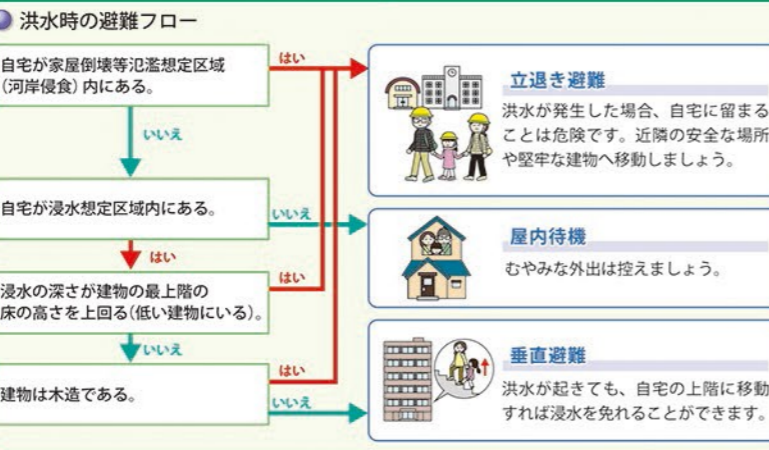 洪水時の避難フロー
自宅が家屋倒壊等氾濫想定区域
（河岸侵食）内にある。
はい
いいえ
自宅が浸水想定区域内にある。
いいえ
はい
浸水の深さが建物の最上階の
床の高さを上回る（低い建物にいる）。
はい
いいえ
建物は木造である。
はい
いいえ
立退き避難
洪水が発生した場合、自宅に留まる
ことは危険です。近隣の安全な場所
や堅牢な建物へ移動しましょう。
屋内待機
むやみな外出は控えましょう。
垂直避難
洪水が起きても、自宅の上階に移動
すれば浸水を免れることができます。